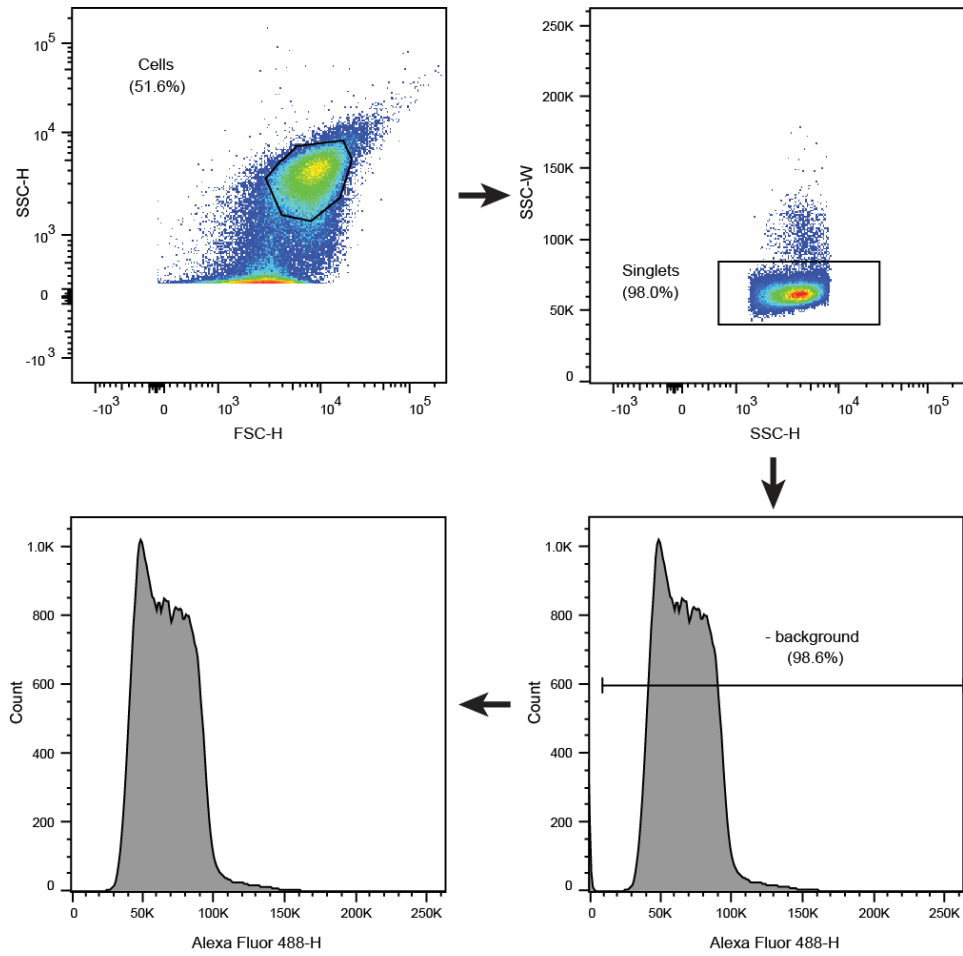 Cells
(51.6%)
SSC-H
10^5
10^4
10^3
0
-10^3
-10^3
0
10^3
10^4
10^5
FSC-H
Singlets
(98.0%)
SSC-W
250K
200K
150K
100K
50K
0
-10^3
0
10^3
10^4
10^5
SSC-H
Count
1.0K
800
600
400
200
0
0
50K
100K
150K
200K
250K
Alexa Fluor 488-H
- background
(98.6%)
Count
1.0K
800
600
400
200
0
0
50K
100K
150K
200K
250K
Alexa Fluor 488-H